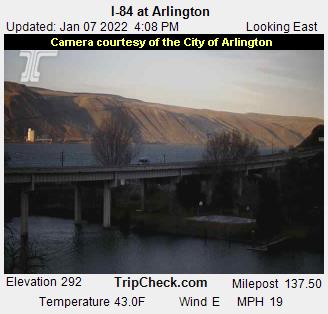 I-84 at Arlington
Updated: Jan 07 2022 4:08 PM Looking East
Camera courtesy of the City of Arlington
Elevation 292 TripCheck.com Milepost 137.50
Temperature 43.0F Wind E MPH 19